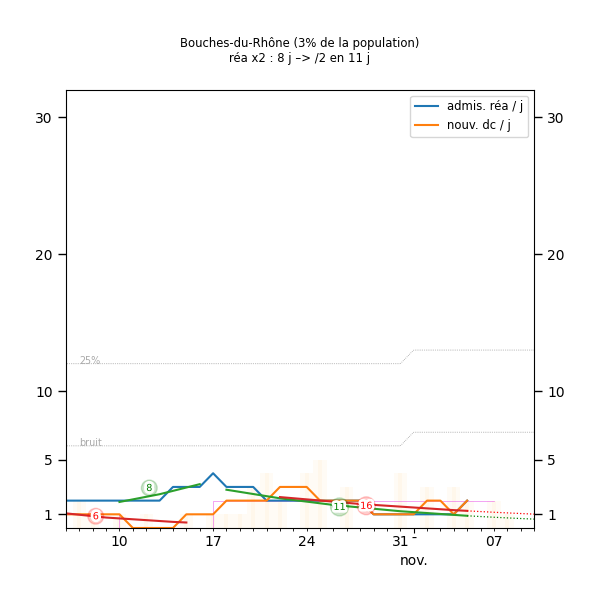 Bouches-du-Rhône (3% de la population)
réa x2 : 8 j –> /2 en 11 j
admis. réa / j
nouv. dc / j
30 30
20 20
25%
10 10
bruit
5 5
8
11 16
6
1 1
10 17 24 31 07
nov.